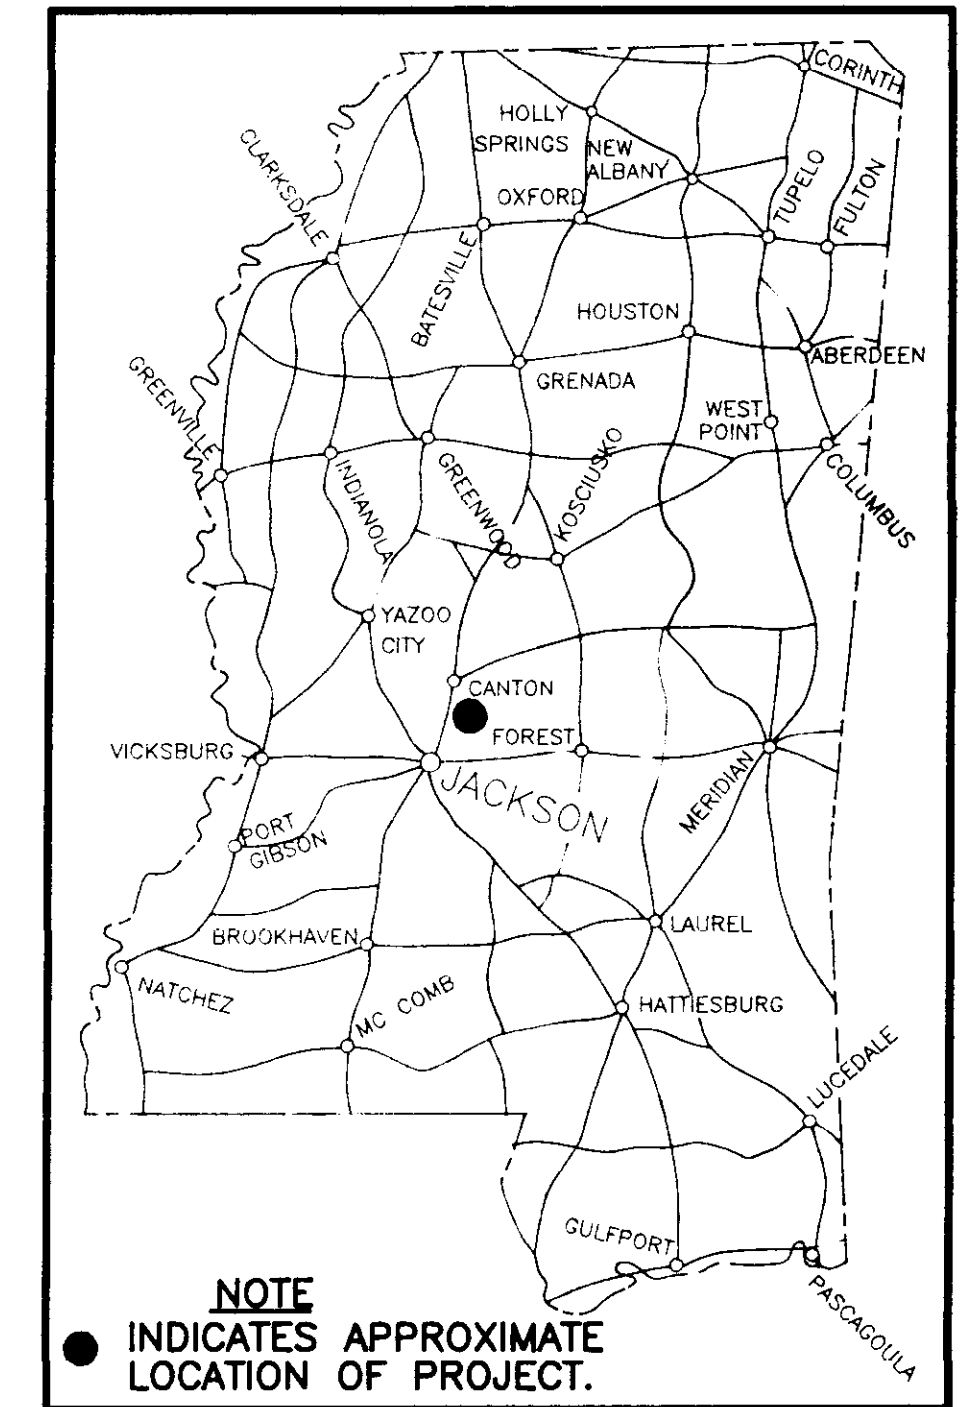 CORINTH
HOLLY
SPRINGS
NEW
ALBANY
CLARKSDALE
OXFORD
TUPELO
FULTON
BATESVILLE
HOUSTON
ABERDEEN
GREENVILLE
GRENADA
WEST
POINT
COLUMBUS
INDIANOLA
GREENWOOD
KOSCIUSKO
YAZOO
CITY
CANTON
VICKSBURG
FOREST
JACKSON
MERIDIAN
PORT
GIBSON
BROOKHAVEN
LAUREL
NATCHEZ
MC COMB
HATTIESBURG
LUCEDALE
GULFPORT
PASCAGOULA
NOTE
INDICATES APPROXIMATE
LOCATION OF PROJECT.